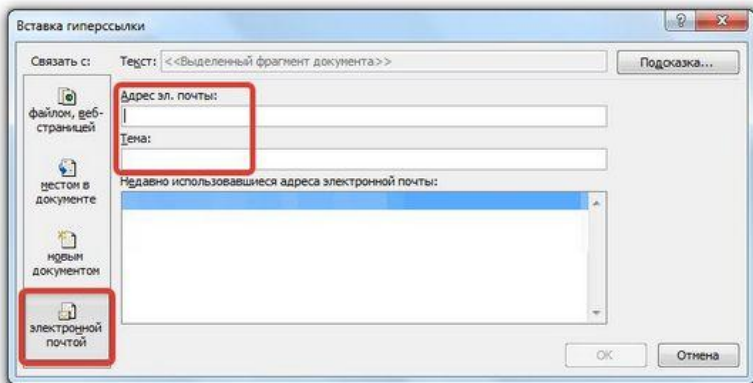 Вставка гиперссылки
Связать с:
Текст: <<Выделенный фрагмент документа>>
Подсказка...
файлом, веб-
страницей
местом в
документе
новым
документом
электронной
почтой
Адрес эл. почты:
Тема:
Недавно использовавшиеся адреса электронной почты:
ОК
Отмена